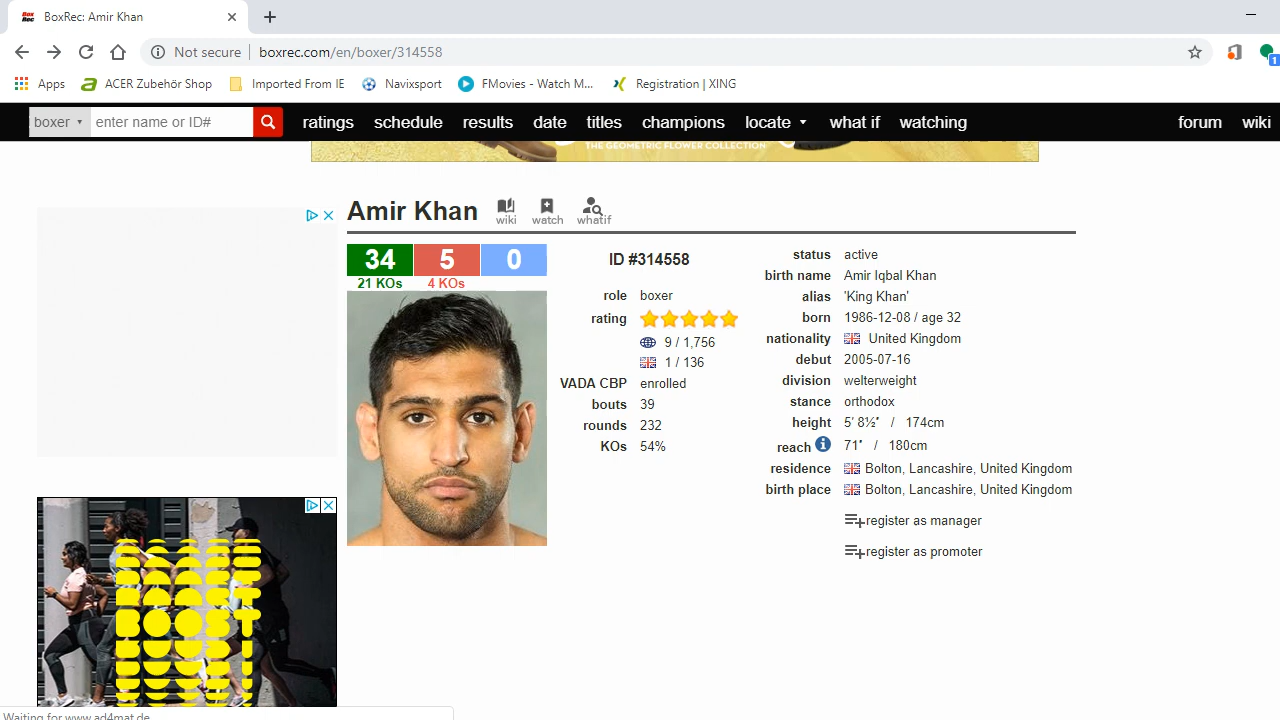 BoxRec: Amir Khan
Not secure | boxrec.com/en/boxer/314558
Apps ACER Zubehör Shop Imported From IE Navixsport FMovies - Watch M... Registration | XING
boxer enter name or ID# ratings schedule results date titles champions locate what if watching forum wiki
THE GEOMETRIC FLOWER COLLECTION
Amir Khan wiki watch whatif
34 5 0
21 KOs 4 KOs
ID #314558
role boxer
rating
9 / 1,756
1 / 136
VADA CBP enrolled
bouts 39
rounds 232
KOs 54%
status active
birth name Amir Iqbal Khan
alias 'King Khan'
born 1986-12-08 / age 32
nationality United Kingdom
debut 2005-07-16
division welterweight
stance orthodox
height 5′ 8½″ / 174cm
reach 71″ / 180cm
residence Bolton, Lancashire, United Kingdom
birth place Bolton, Lancashire, United Kingdom
register as manager
register as promoter
BOOST
Waiting for www.ad4mat.de